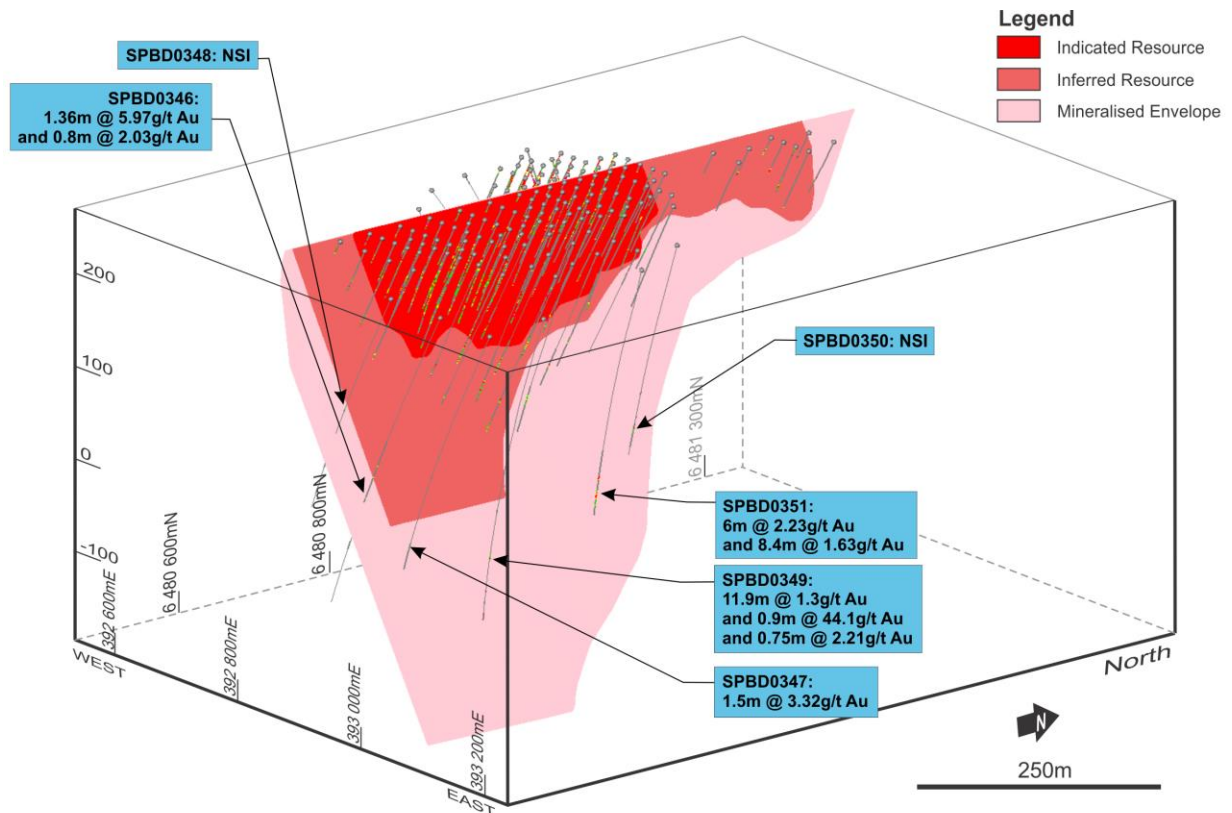 Legend
Indicated Resource
Inferred Resource
Mineralised Envelope
SPBD0348: NSI
SPBD0346:
1.36m @ 5.97g/t Au
and 0.8m @ 2.03g/t Au
200
100
0
-100
SPBD0350: NSI
6 481 300mN
6 480 800mN
6 480 600mN
SPBD0351:
6m @ 2.23g/t Au
and 8.4m @ 1.63g/t Au
SPBD0349:
11.9m @ 1.3g/t Au
and 0.9m @ 44.1g/t Au
and 0.75m @ 2.21g/t Au
SPBD0347:
1.5m @ 3.32g/t Au
392 600mE
WEST
392 800mE
393 000mE
393 200mE
EAST
North
N
250m